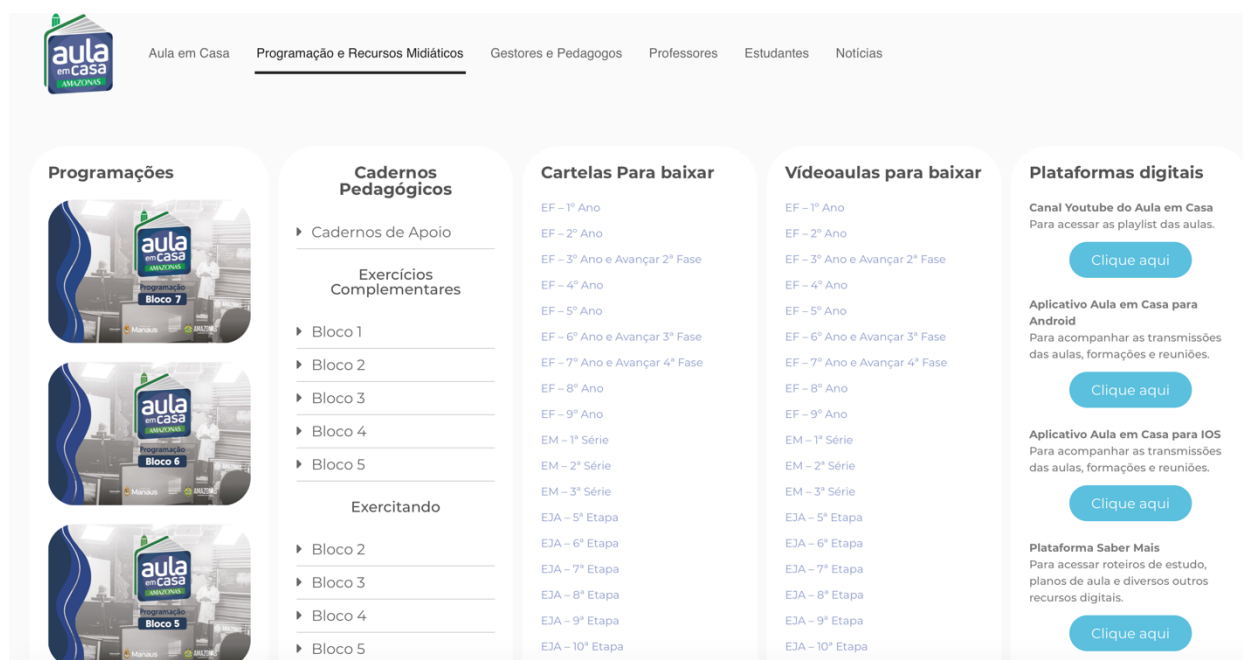 aula
em casa
AMAZONAS
Aula em Casa
Programação e Recursos Midiáticos
Gestores e Pedagogos
Professores
Estudantes
Notícias
Programações
aula
em casa
AMAZONAS
Programação
Bloco 7
Manaus
AMAZONAS
aula
em casa
AMAZONAS
Programação
Bloco 6
Manaus
AMAZONAS
aula
em casa
AMAZONAS
Programação
Bloco 5
Manaus
AMAZONAS
Cadernos
Pedagógicos
Cadernos de Apoio
Exercícios
Complementares
Bloco 1
Bloco 2
Bloco 3
Bloco 4
Bloco 5
Exercitando
Bloco 2
Bloco 3
Bloco 4
Bloco 5
Cartelas Para baixar
EF – 1º Ano
EF – 2º Ano
EF – 3º Ano e Avançar 2ª Fase
EF – 4º Ano
EF – 5º Ano
EF – 6º Ano e Avançar 3ª Fase
EF – 7º Ano e Avançar 4ª Fase
EF – 8º Ano
EF – 9º Ano
EM – 1ª Série
EM – 2ª Série
EM – 3ª Série
EJA – 5ª Etapa
EJA – 6ª Etapa
EJA – 7ª Etapa
EJA – 8ª Etapa
EJA – 9ª Etapa
EJA – 10ª Etapa
Vídeoaulas para baixar
EF – 1º Ano
EF – 2º Ano
EF – 3º Ano e Avançar 2ª Fase
EF – 4º Ano
EF – 5º Ano
EF – 6º Ano e Avançar 3ª Fase
EF – 7º Ano e Avançar 4ª Fase
EF – 8º Ano
EF – 9º Ano
EM – 1ª Série
EM – 2ª Série
EM – 3ª Série
EJA – 5ª Etapa
EJA – 6ª Etapa
EJA – 7ª Etapa
EJA – 8ª Etapa
EJA – 9ª Etapa
EJA – 10ª Etapa
Plataformas digitais
Canal Youtube do Aula em Casa
Para acessar as playlist das aulas.
Clique aqui
Aplicativo Aula em Casa para
Android
Para acompanhar as transmissões
das aulas, formações e reuniões.
Clique aqui
Aplicativo Aula em Casa para IOS
Para acompanhar as transmissões
das aulas, formações e reuniões.
Clique aqui
Plataforma Saber Mais
Para acessar roteiros de estudo,
planos de aula e diversos outros
recursos digitais.
Clique aqui